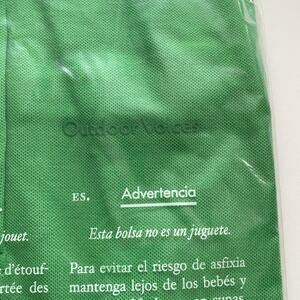 Outdoor Voices
ES. Advertencia
jouet. Esta bolsa no es un juguete.
d'étouf- Para evitar el riesgo de asfixia
ortée des mantenga lejos de los bebés y